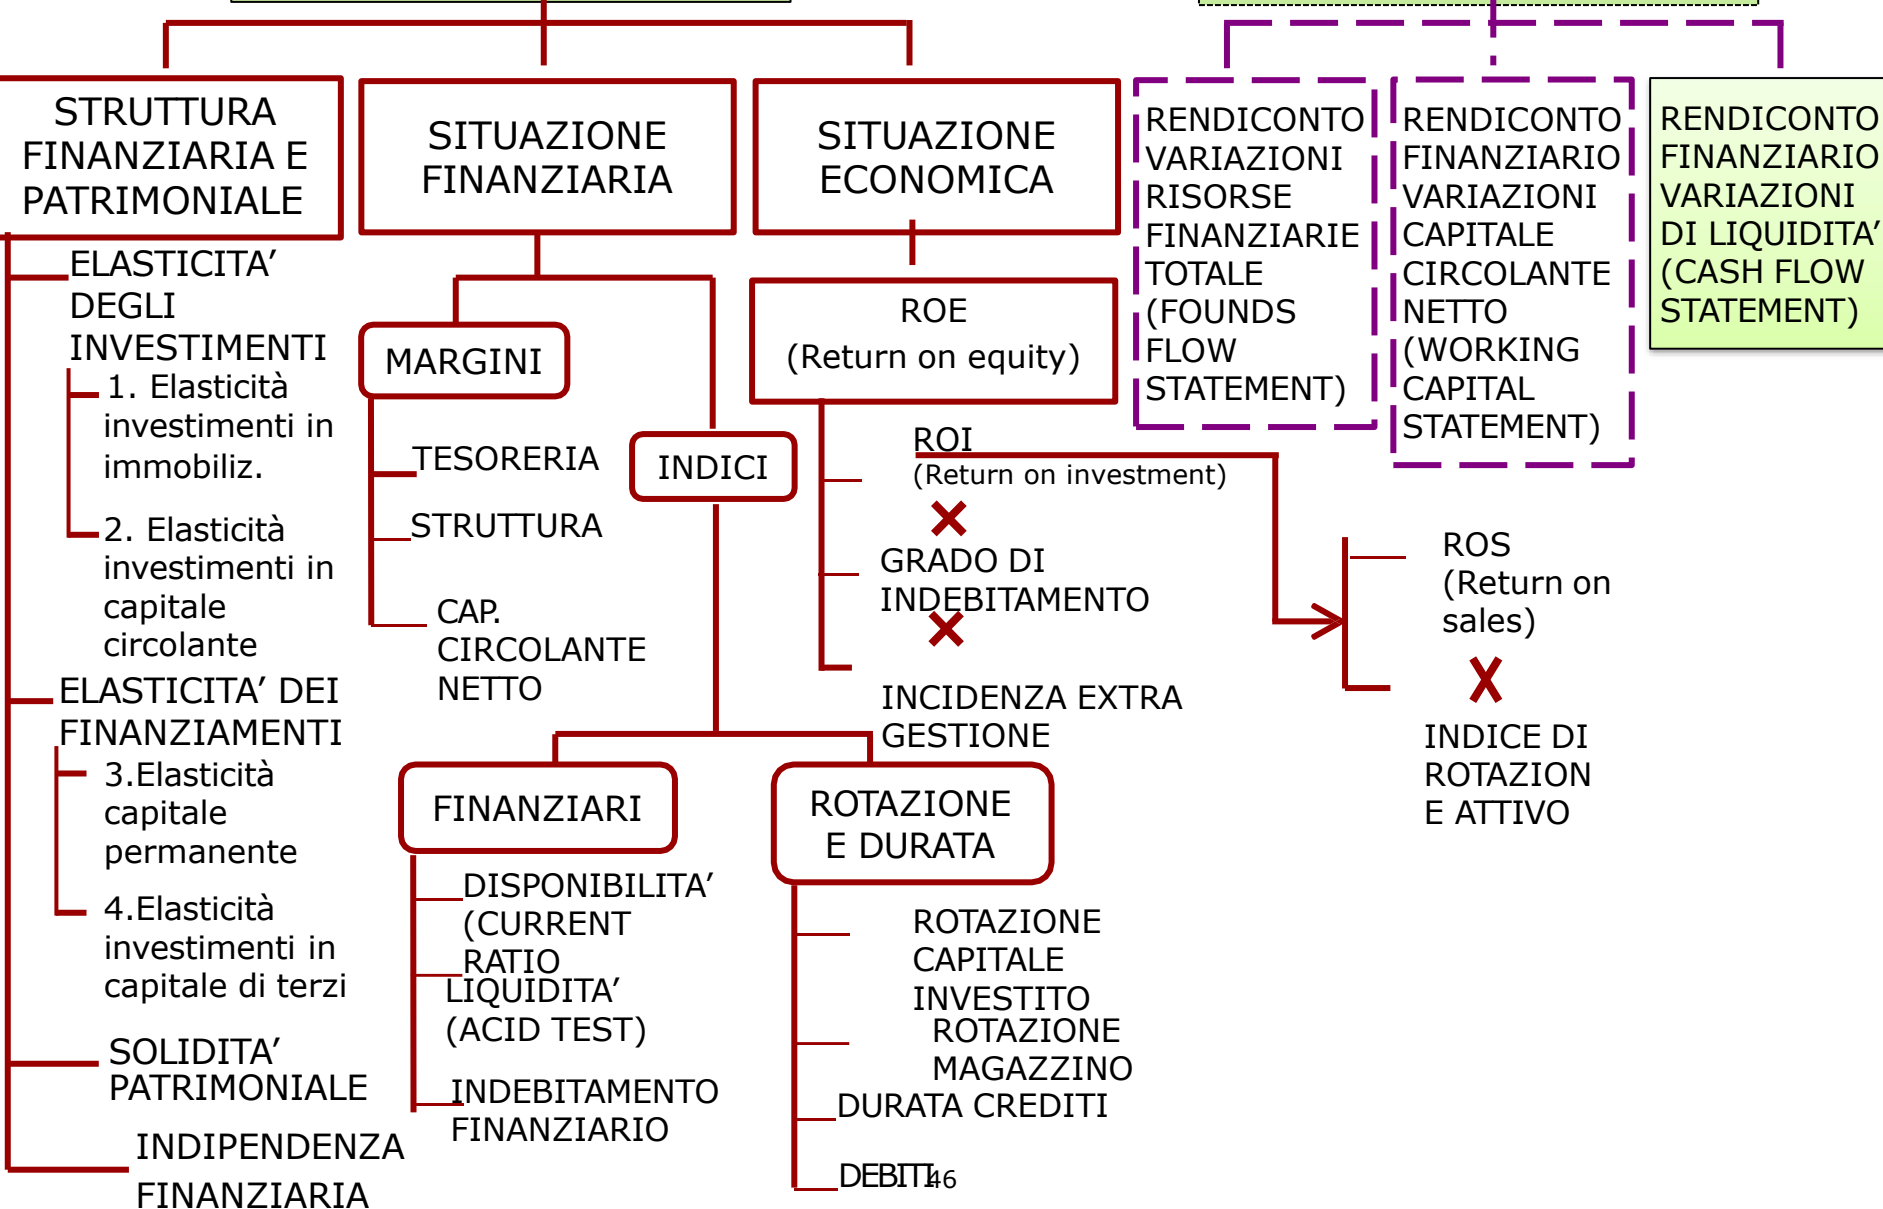 STRUTTURA
FINANZIARIA E
PATRIMONIALE
ELASTICITA’
DEGLI
INVESTIMENTI
1. Elasticità
investimenti in
immobiliz.
2. Elasticità
investimenti in
capitale
circolante
ELASTICITA’ DEI
FINANZIAMENTI
3.Elasticità
capitale
permanente
4.Elasticità
investimenti in
capitale di terzi
SOLIDITA’
PATRIMONIALE
INDIPENDENZA
FINANZIARIA
SITUAZIONE
FINANZIARIA
MARGINI
TESORERIA
STRUTTURA
CAP.
CIRCOLANTE
NETTO
INDICI
FINANZIARI
DISPONIBILITA’
(CURRENT
RATIO
LIQUIDITA’
(ACID TEST)
INDEBITAMENTO
FINANZIARIO
ROTAZIONE
E DURATA
ROTAZIONE
CAPITALE
INVESTITO
ROTAZIONE
MAGAZZINO
DURATA CREDITI
DEBITI
46
SITUAZIONE
ECONOMICA
ROE
(Return on equity)
ROI
(Return on investment)
GRADO DI
INDEBITAMENTO
INCIDENZA EXTRA
GESTIONE
ROS
(Return on
sales)
INDICE DI
ROTAZION
E ATTIVO
RENDICONTO
VARIAZIONI
RISORSE
FINANZIARIE
TOTALE
(FOUNDS
FLOW
STATEMENT)
RENDICONTO
FINANZIARIO
VARIAZIONI
CAPITALE
CIRCOLANTE
NETTO
(WORKING
CAPITAL
STATEMENT)
RENDICONTO
FINANZIARIO
VARIAZIONI
DI LIQUIDITA’
(CASH FLOW
STATEMENT)